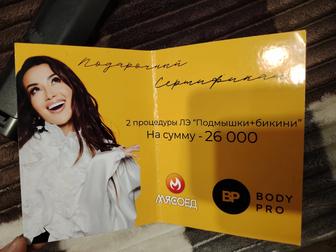 Подарочный
Сертификат
2 процедуры ЛЭ "Подмышки+бикини"
На сумму - 26 000
МЯСОЕД
BP
BODY
PRO